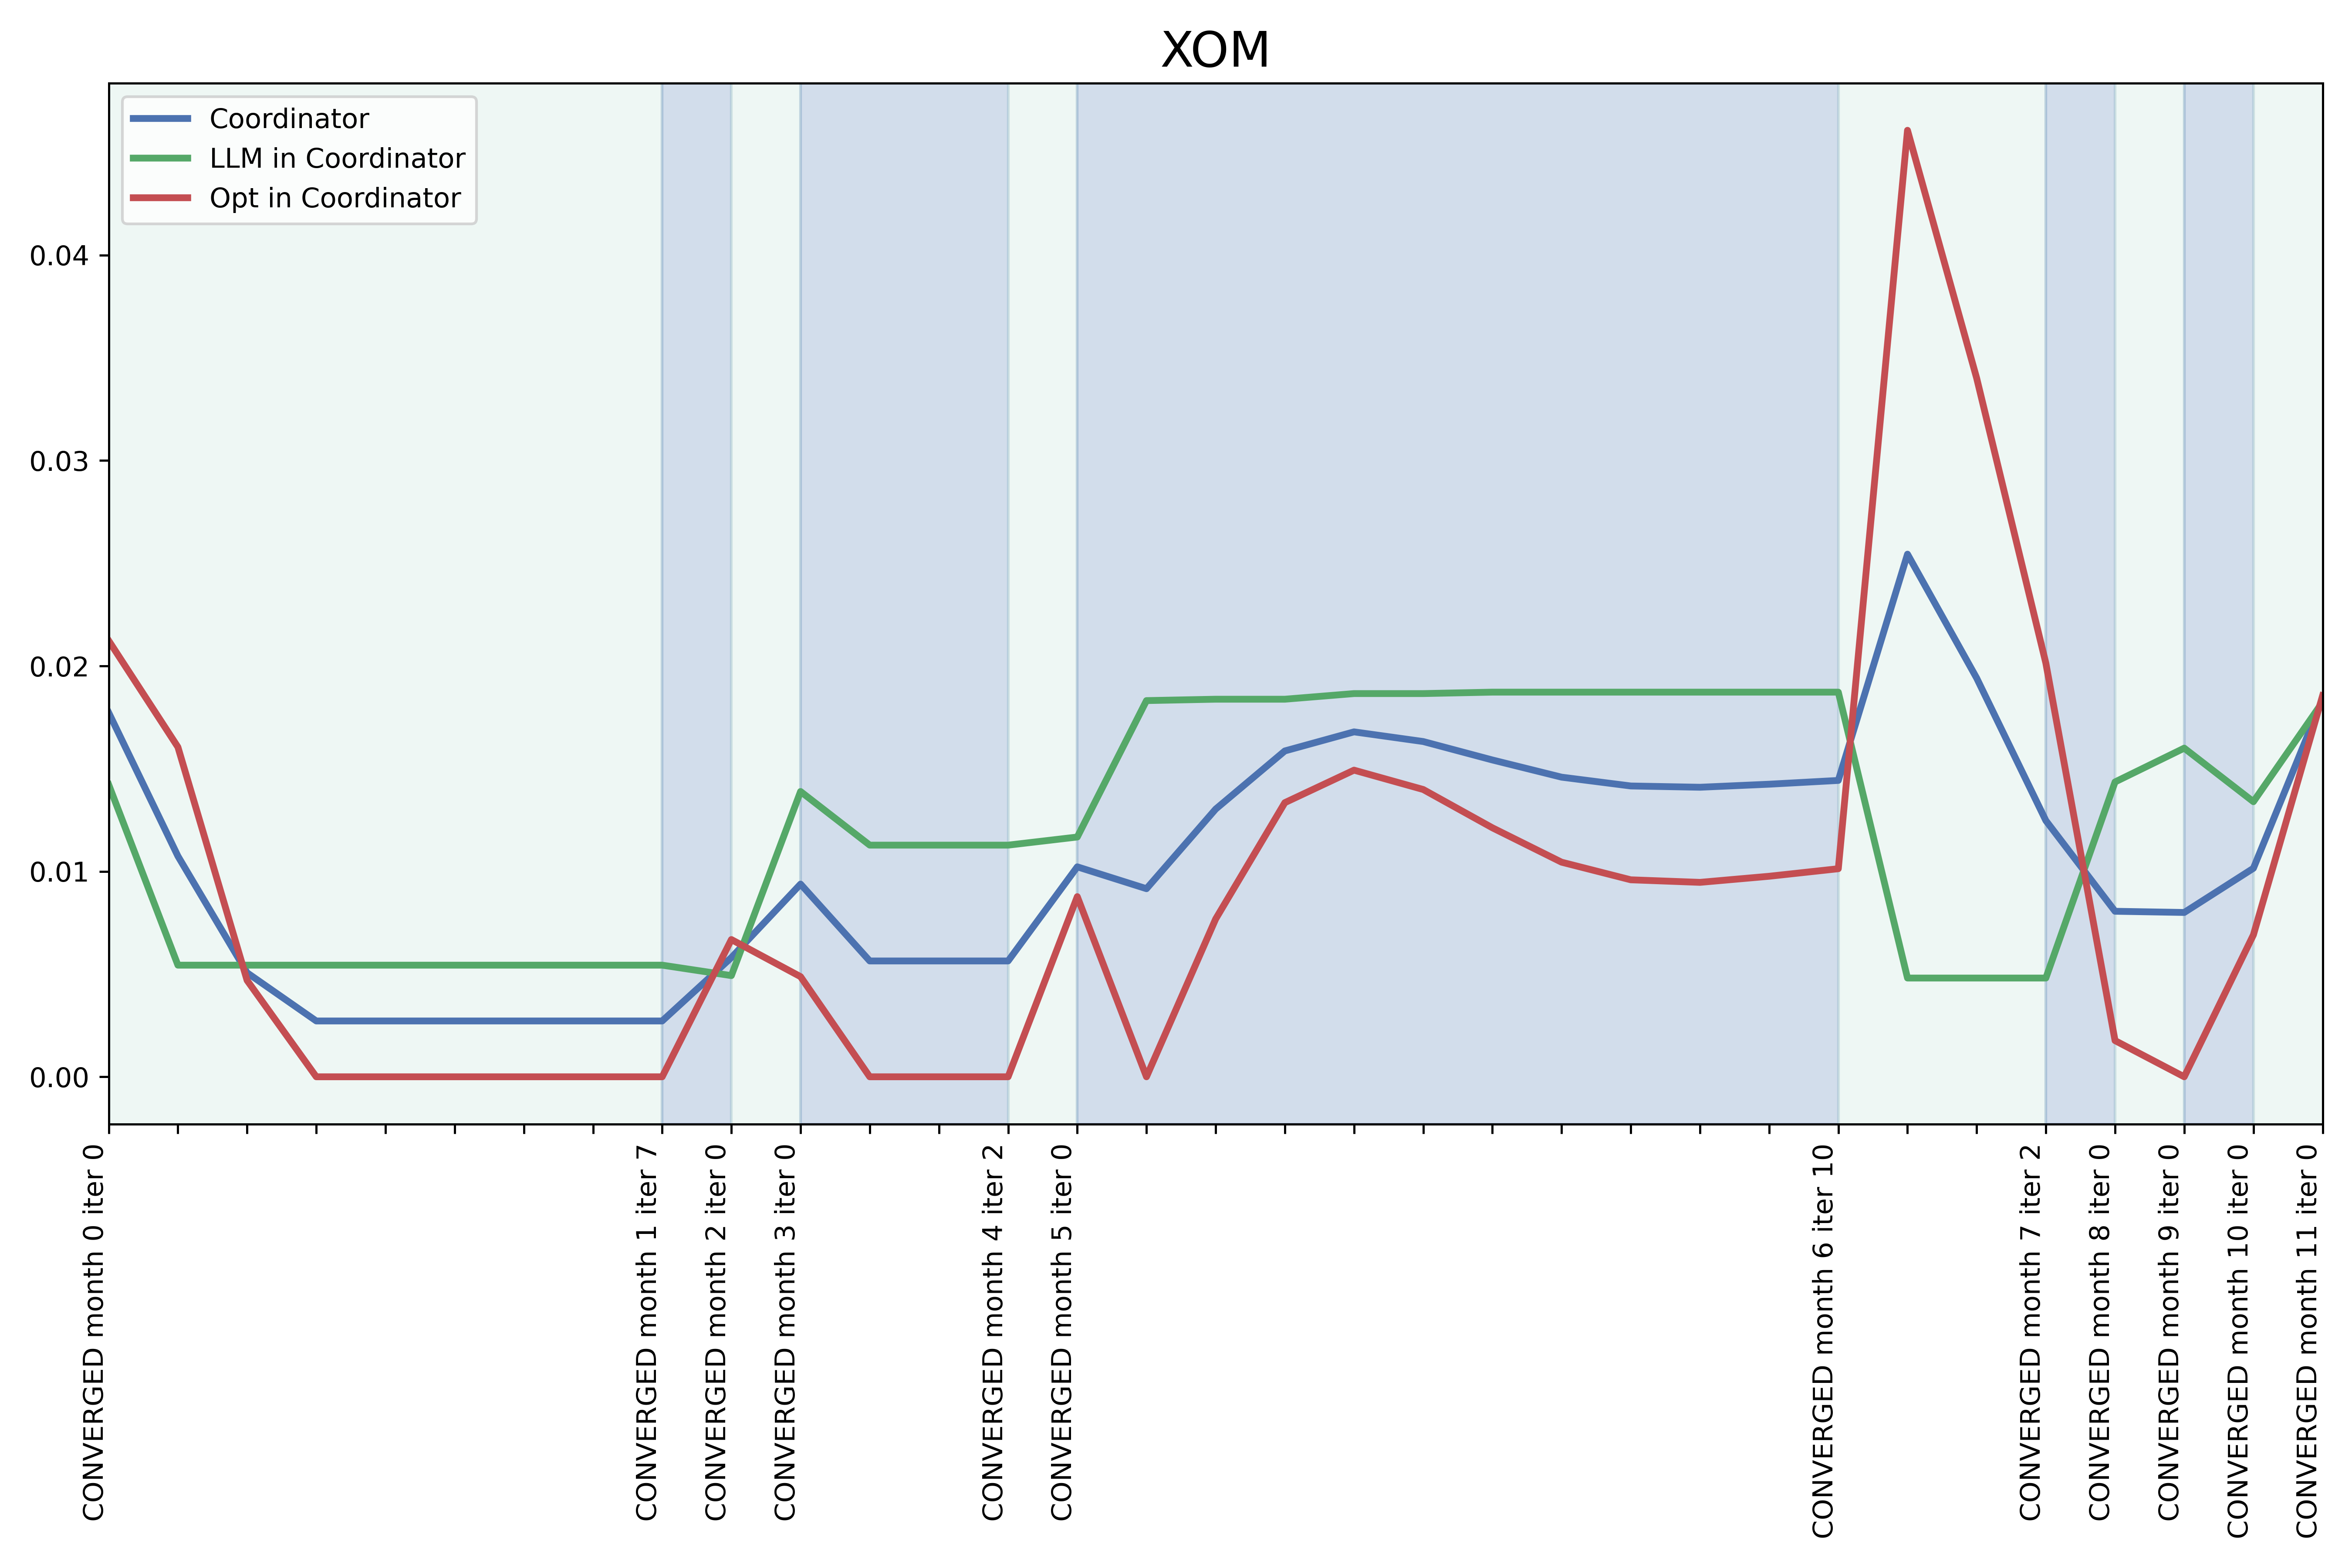 XOM
Coordinator
LLM in Coordinator
Opt in Coordinator
0.04
0.03
0.02
0.01
0.00
CONVERGED month 0 iter 0
CONVERGED month 1 iter 7
CONVERGED month 2 iter 0
CONVERGED month 3 iter 0
CONVERGED month 4 iter 2
CONVERGED month 5 iter 0
CONVERGED month 6 iter 10
CONVERGED month 7 iter 2
CONVERGED month 8 iter 0
CONVERGED month 9 iter 0
CONVERGED month 10 iter 0
CONVERGED month 11 iter 0